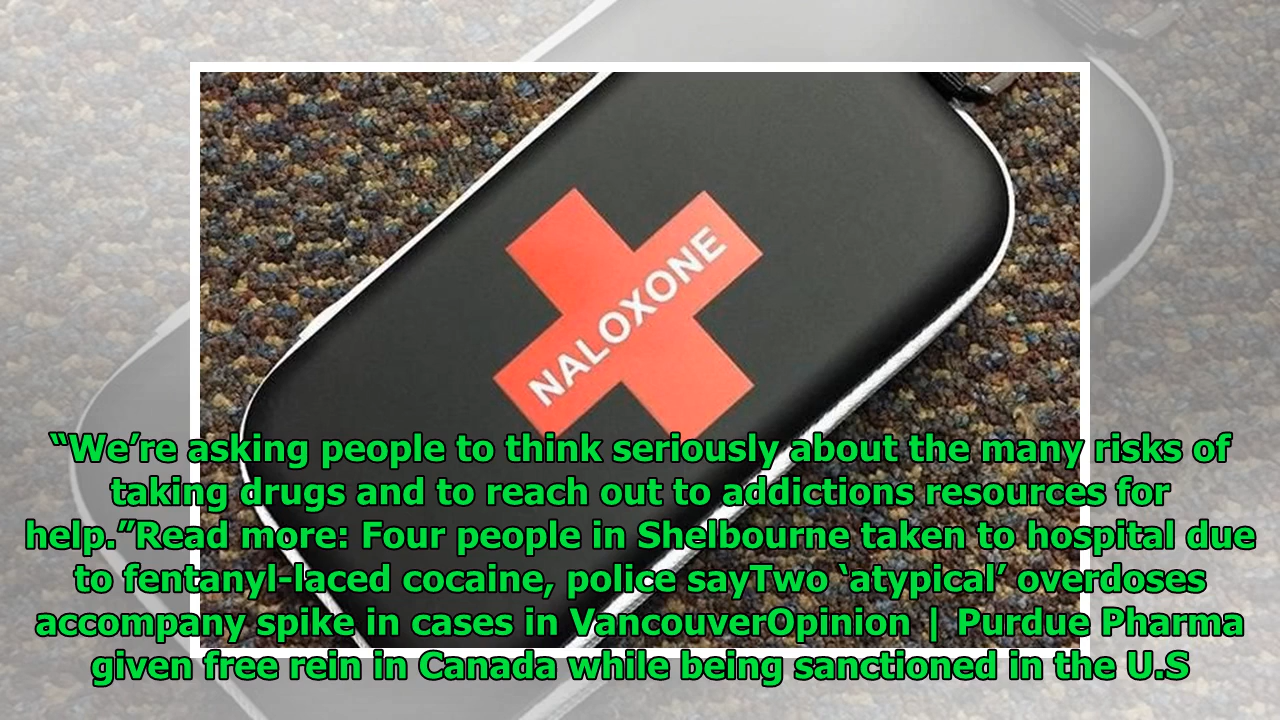 NALOXONE
“We’re asking people to think seriously about the many risks of
taking drugs and to reach out to addictions resources for
help.”Read more: Four people in Shelbourne taken to hospital due
to fentanyl-laced cocaine, police sayTwo ‘atypical’ overdoses
accompany spike in cases in VancouverOpinion | Purdue Pharma
given free rein in Canada while being sanctioned in the U.S